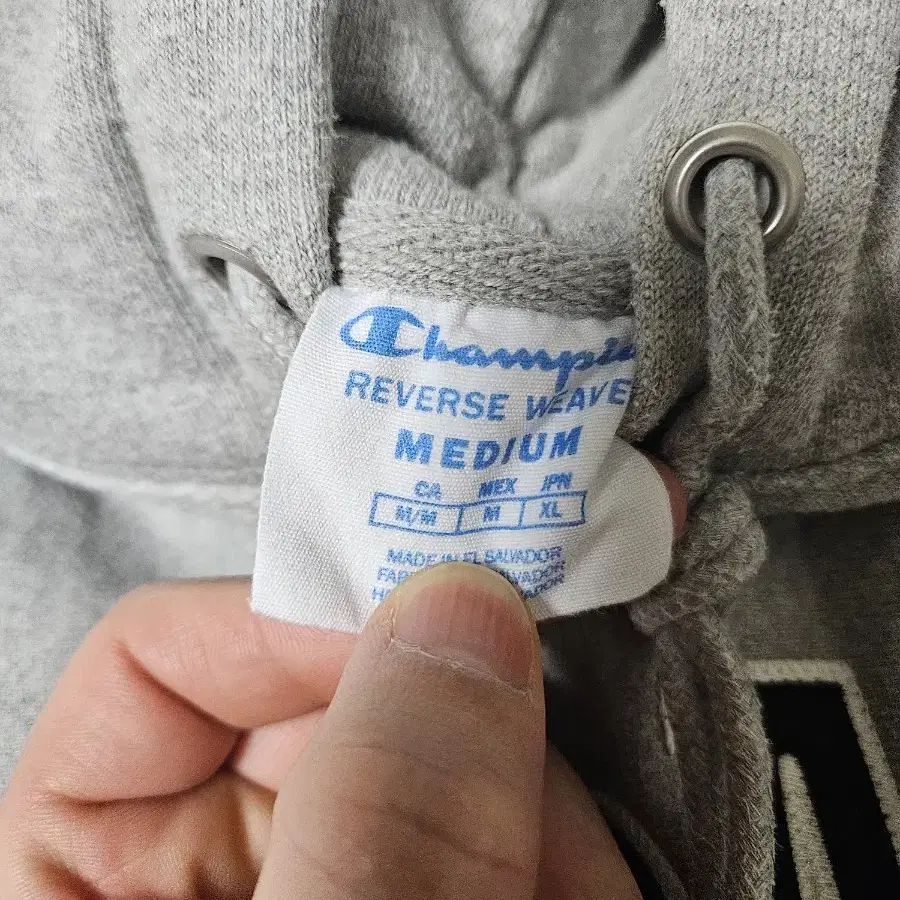 Champio
REVERSE WEAVE
MEDIUM
CA MEX JPN
M/M M XL
MADE IN EL SALVADOR